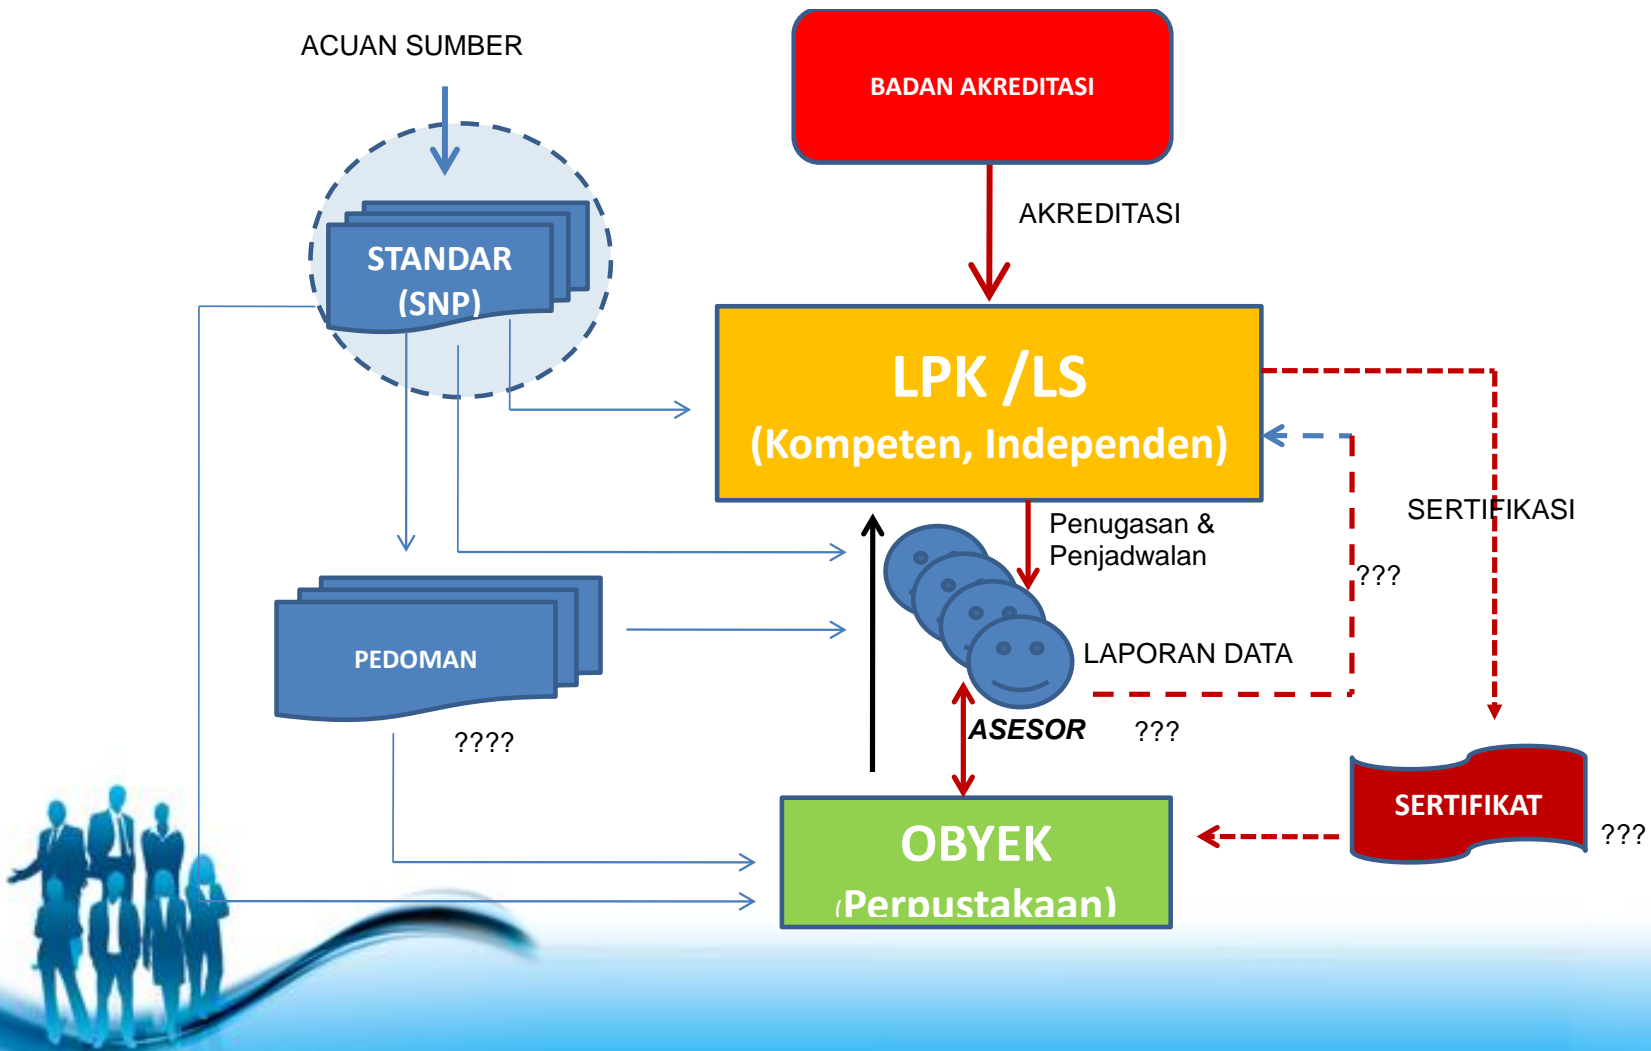 ACUAN SUMBER
BADAN AKREDITASI
AKREDITASI
STANDAR
(SNP)
LPK /LS
(Kompeten, Independen)
SERTIFIKASI
Penugasan &
Penjadwalan
???
PEDOMAN
LAPORAN DATA
ASESOR
???
????
SERTIFIKAT
???
OBYEK
(Perpustakaan)